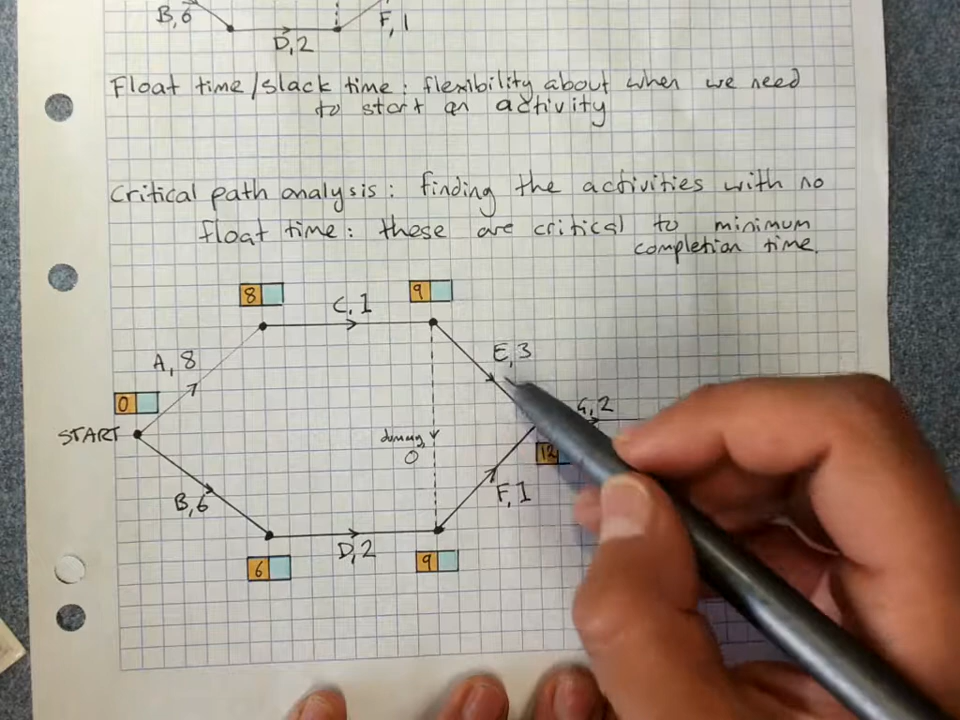 B, 6
F, 1
D, 2
Float time/slack time: flexibility about when we need
to start an activity
Critical path analysis: finding the activities with no
float time: these are critical to minimum
completion time.
8
C, 1
9
A, 8
E, 3
0
G, 2
START
dummy,
0
12
B, 6
F, 1
D, 2
6
9